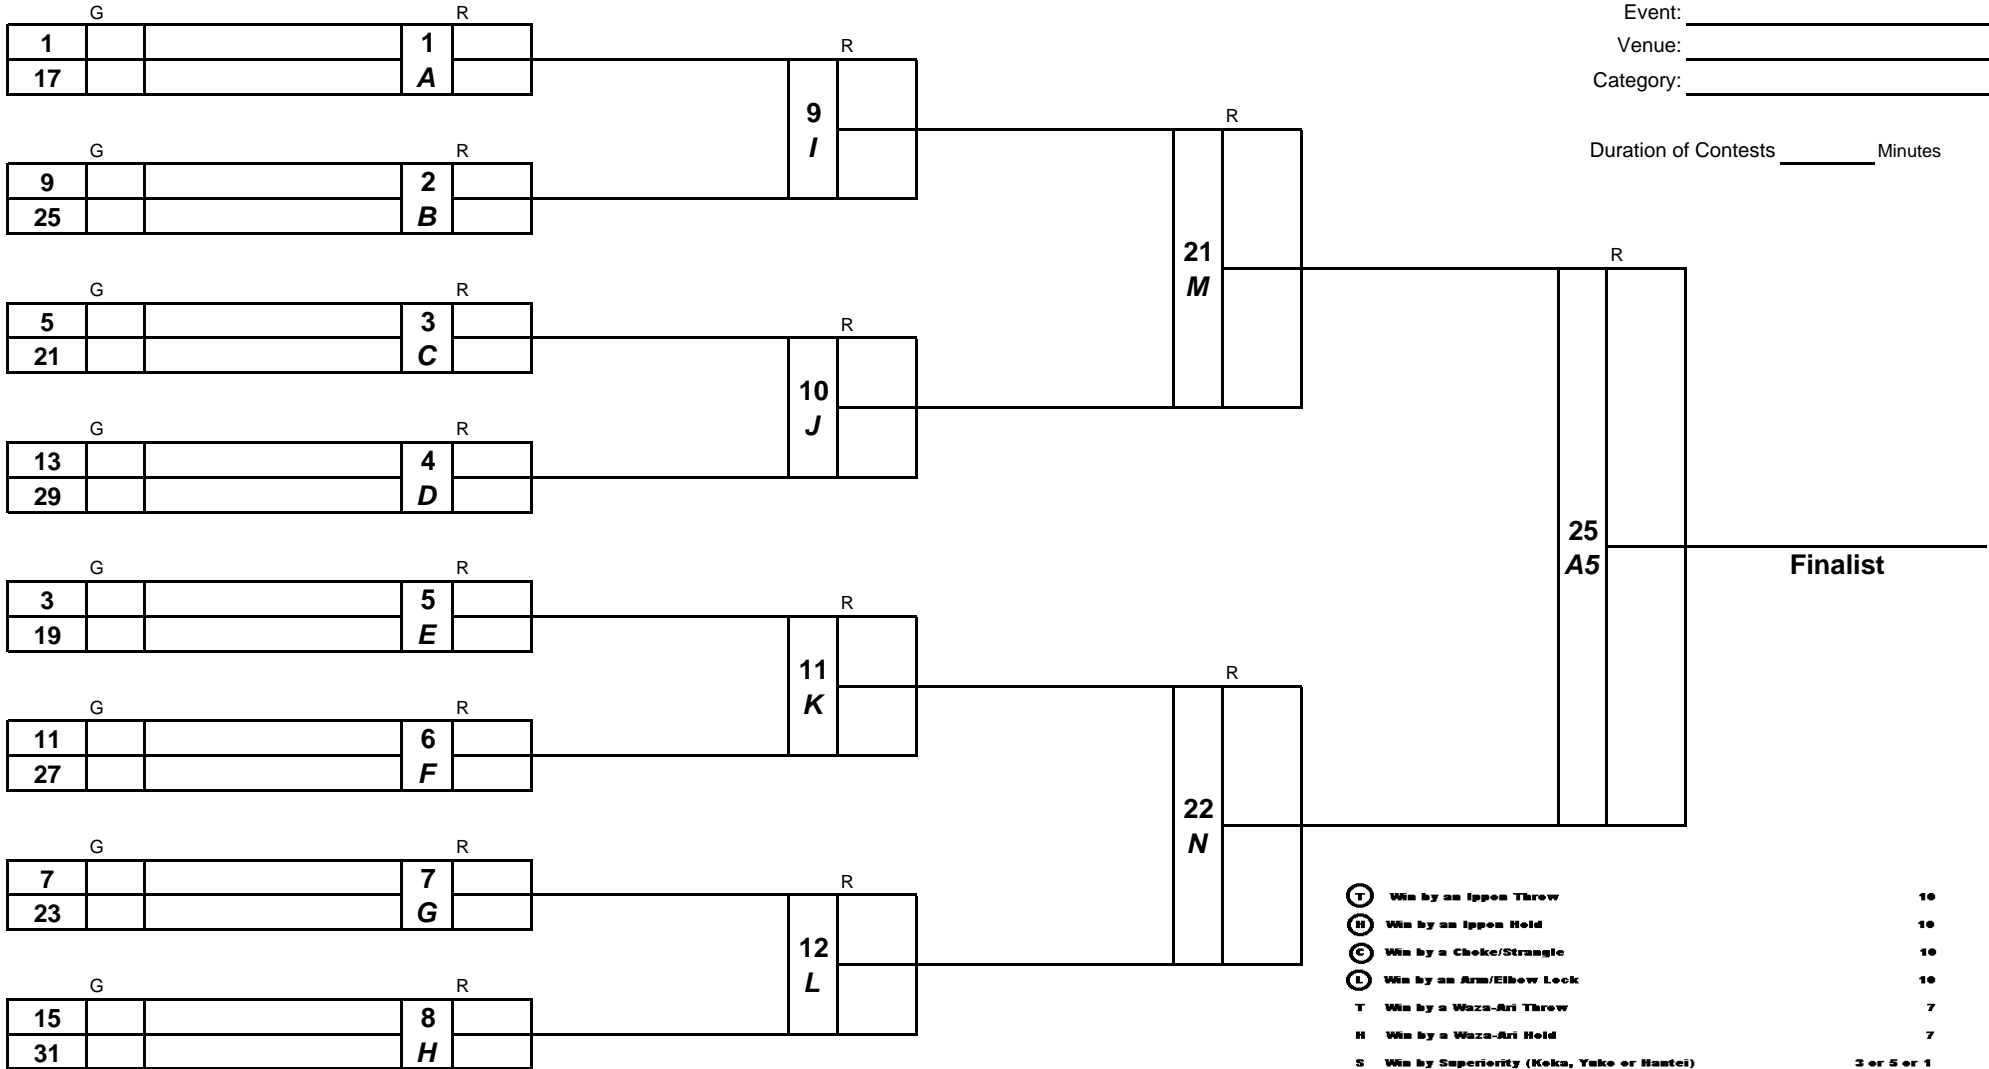 G R
1 1
17 A
G R
9 2
25 B
G R
5 3
21 C
G R
13 4
29 D
G R
3 5
19 E
G R
11 6
27 F
G R
7 7
23 G
G R
15 8
31 H
R
9
I
R
10
J
R
11
K
R
12
L
R
21
M
R
22
N
R
25
A5
Finalist
Event:
Venue:
Category:
Duration of Contests Minutes
T Win by an Ippon Throw 10
H Win by an Ippon Hold 10
C Win by a Choke/Strangle 10
L Win by an Arm/Elbow Lock 10
T Win by a Waza-Ari Throw 7
H Win by a Waza-Ari Hold 7
S Win by Superiority (Koka, Yuko or Hantei) 3 or 5 or 1